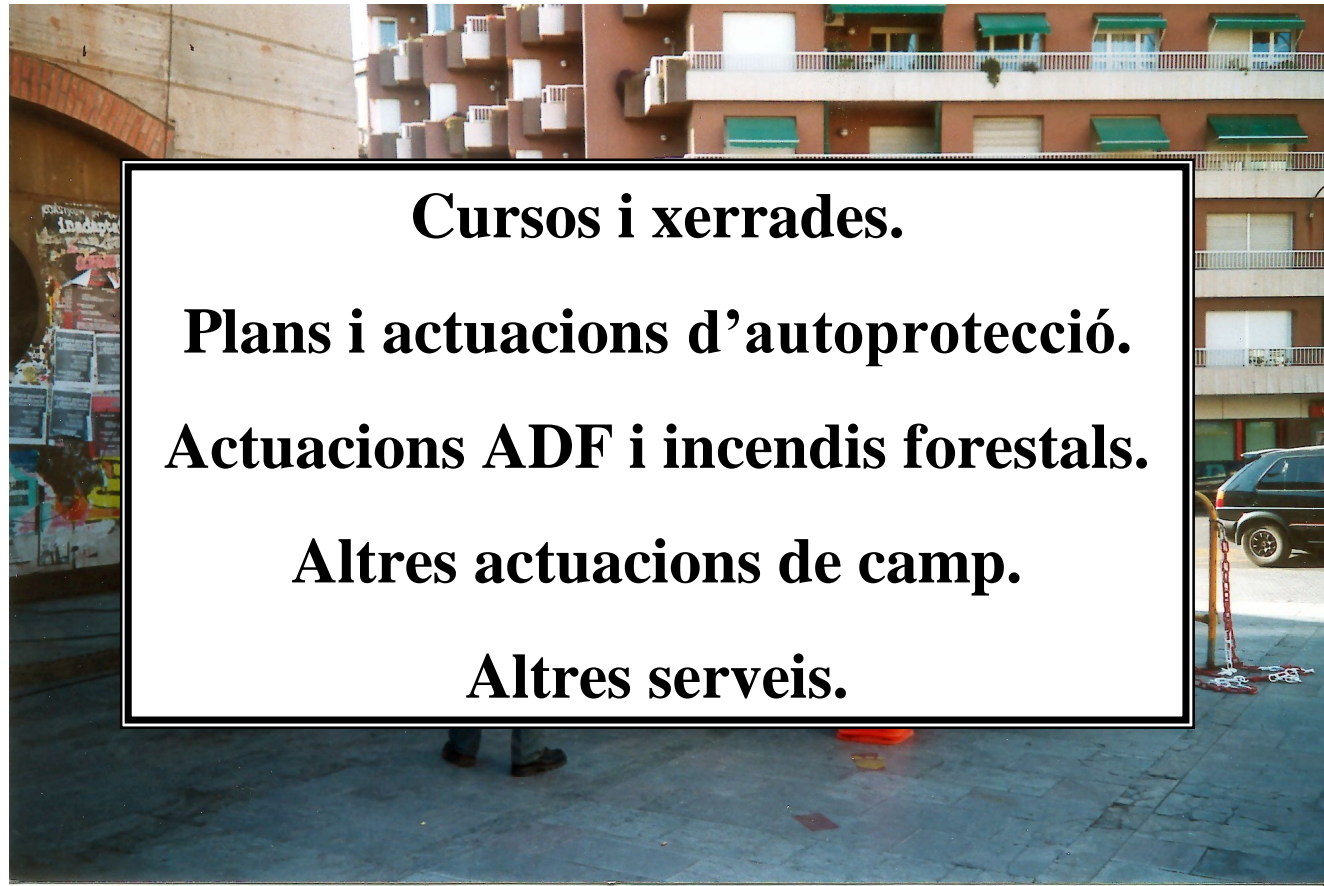 Cursos i xerrades.
Plans i actuacions d’autoprotecció.
Actuacions ADF i incendis forestals.
Altres actuacions de camp.
Altres serveis.